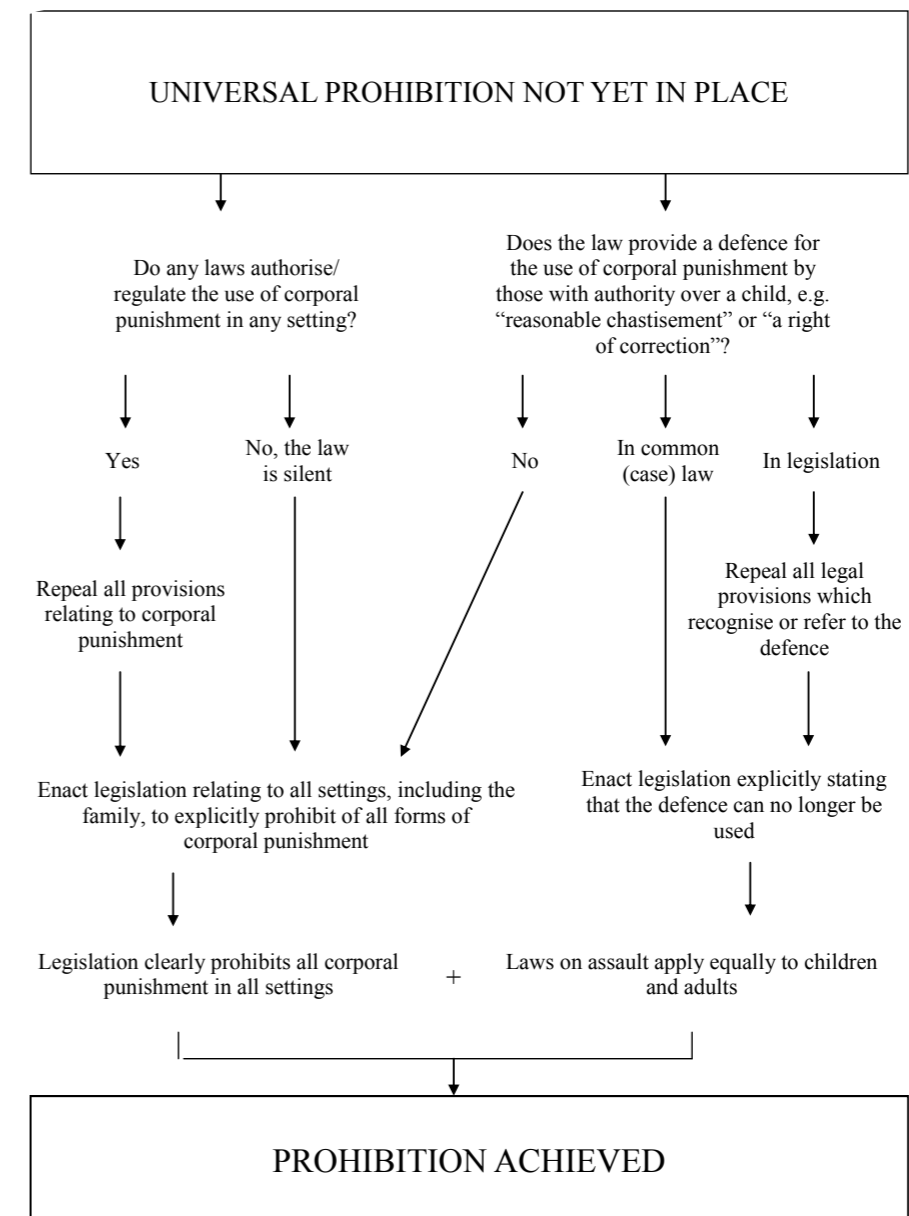 UNIVERSAL PROHIBITION NOT YET IN PLACE
Do any laws authorise/
regulate the use of corporal
punishment in any setting?
Does the law provide a defence for
the use of corporal punishment by
those with authority over a child, e.g.
“reasonable chastisement” or “a right
of correction”?
Yes
No, the law
is silent
No
In common
(case) law
In legislation
Repeal all provisions
relating to corporal
punishment
Repeal all legal
provisions which
recognise or refer to the
defence
Enact legislation relating to all settings, including the
family, to explicitly prohibit of all forms of
corporal punishment
Enact legislation explicitly stating
that the defence can no longer be
used
Legislation clearly prohibits all corporal
punishment in all settings
+
Laws on assault apply equally to children
and adults
PROHIBITION ACHIEVED